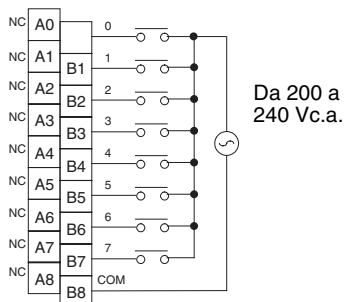 NC A0 0
NC A1 B1 1
NC A2 B2 2
NC A3 B3 3
NC A4 B4 4
NC A5 B5 5
NC A6 B6 6
NC A7 B7 7
NC A8 B8 COM
Da 200 a
240 Vc.a.